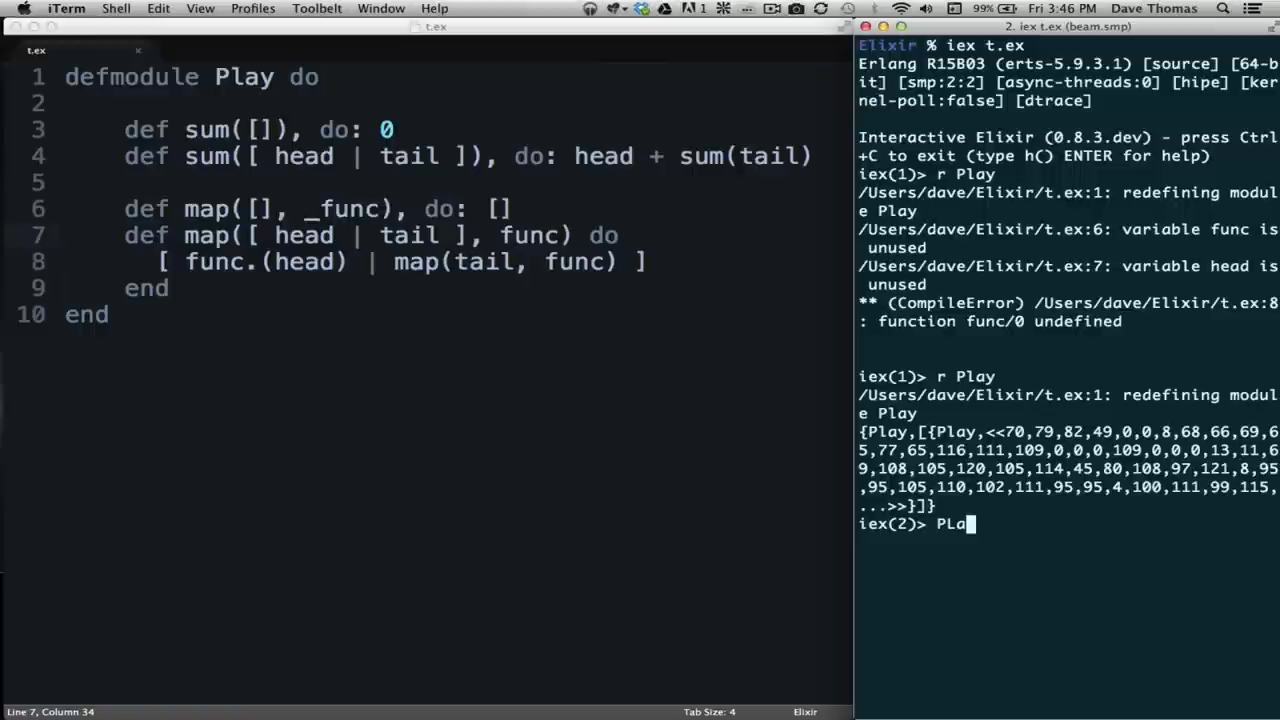 iTerm Shell Edit View Profiles Toolbelt Window Help 1 99% Fri 3:46 PM Dave Thomas
t.ex
t.ex
1 defmodule Play do
2
3 def sum([]), do: 0
4 def sum([ head | tail ]), do: head + sum(tail)
5
6 def map([], _func), do: []
7 def map([ head | tail ], func) do
8 [ func.(head) | map(tail, func) ]
9 end
10 end
Line 7, Column 34
Tab Size: 4
Elixir
2. iex t.ex (beam.smp)
Elixir % iex t.ex
Erlang R15B03 (erts-5.9.3.1) [source] [64-b
it] [smp:2:2] [async-threads:0] [hipe] [ker
nel-poll:false] [dtrace]
Interactive Elixir (0.8.3.dev) - press Ctrl
+C to exit (type h() ENTER for help)
iex(1)> r Play
/Users/dave/Elixir/t.ex:1: redefining modul
e Play
/Users/dave/Elixir/t.ex:6: variable func is
unused
/Users/dave/Elixir/t.ex:7: variable head is
unused
** (CompileError) /Users/dave/Elixir/t.ex:8
: function func/0 undefined
iex(1)> r Play
/Users/dave/Elixir/t.ex:1: redefining modul
e Play
{Play,[{Play,<<70,79,82,49,0,0,8,68,66,69,6
5,77,65,116,111,109,0,0,0,109,0,0,0,13,11,6
9,108,105,120,105,114,45,80,108,97,121,8,95
,95,105,110,102,111,95,95,4,100,111,99,115,
...>>}]}
iex(2)> PLa